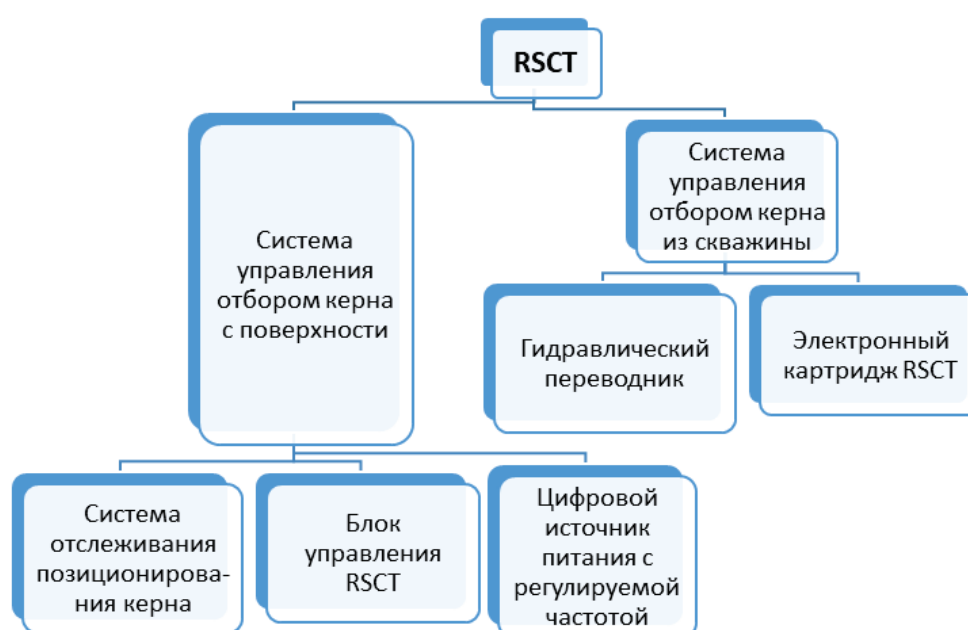 RSCT
Система
управления
отбором керна
с поверхности
Система
управления
отбором керна
из скважины
Гидравлический
переводник
Электронный
картридж RSCT
Система
отслеживания
позиционирова-
ния керна
Блок
управления
RSCT
Цифровой
источник
питания с
регулируемой
частотой